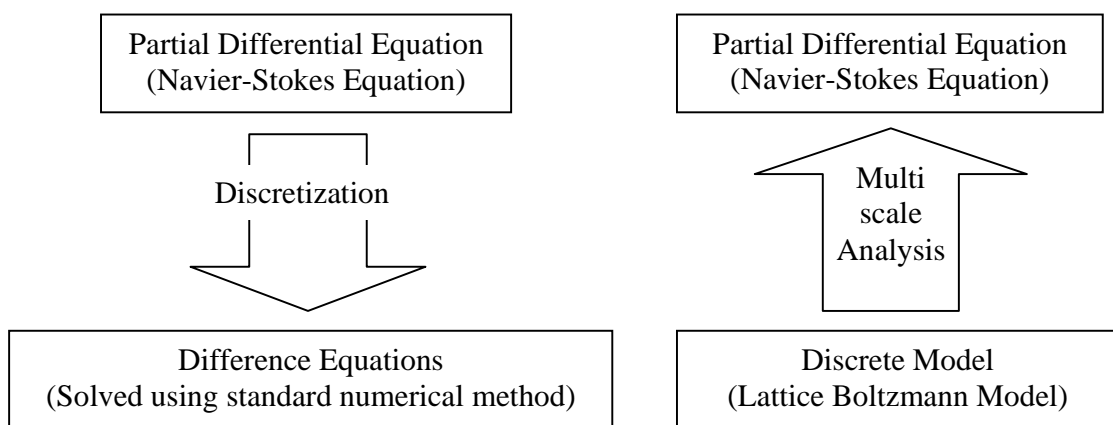 Partial Differential Equation
(Navier-Stokes Equation)
Discretization
Difference Equations
(Solved using standard numerical method)
Partial Differential Equation
(Navier-Stokes Equation)
Multi
scale
Analysis
Discrete Model
(Lattice Boltzmann Model)